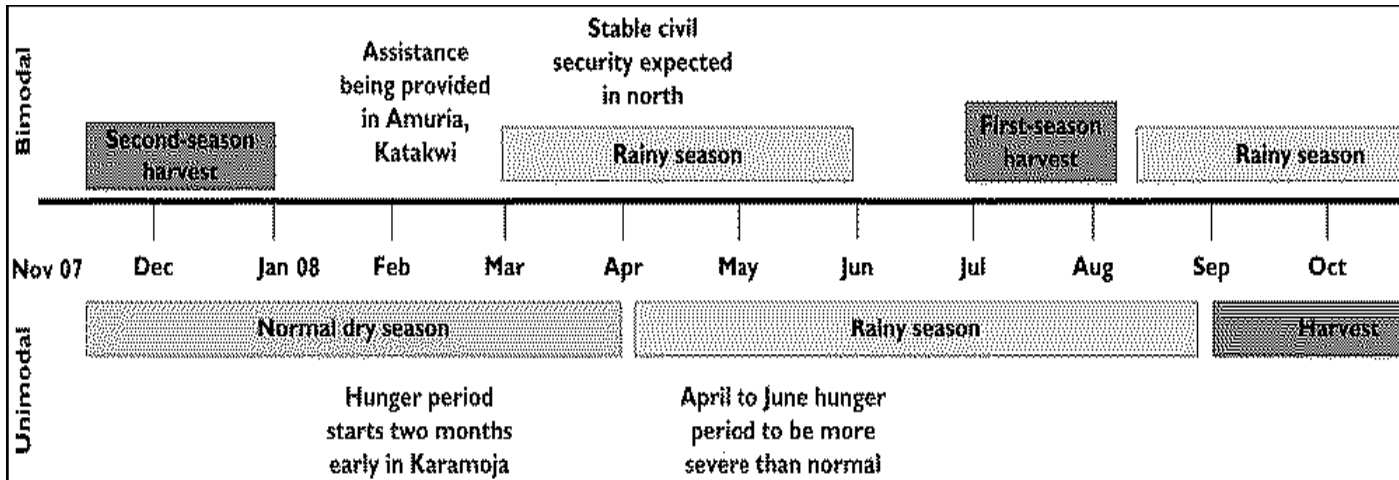 Bimodal
Assistance
being provided
in Amuria,
Katakwi
Stable civil
security expected
in north
Second-season
harvest
Rainy season
First-season
harvest
Rainy season
Nov 07 Dec Jan 08 Feb Mar Apr May Jun Jul Aug Sep Oct
Unimodal
Normal dry season
Rainy season
Harvest
Hunger period
starts two months
early in Karamoja
April to June hunger
period to be more
severe than normal